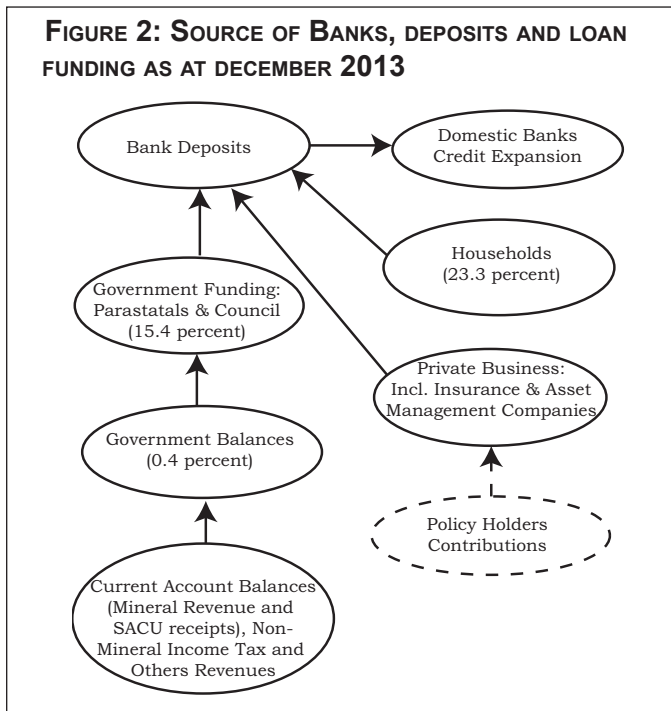 FIGURE 2: SOURCE OF BANKS, DEPOSITS AND LOAN
FUNDING AS AT DECEMBER 2013
Bank Deposits
Domestic Banks
Credit Expansion
Households
(23.3 percent)
Government Funding:
Parastatals & Council
(15.4 percent)
Private Business:
Incl. Insurance & Asset
Management Companies
Government Balances
(0.4 percent)
Policy Holders
Contributions
Current Account Balances
(Mineral Revenue and
SACU receipts), Non-
Mineral Income Tax and
Others Revenues